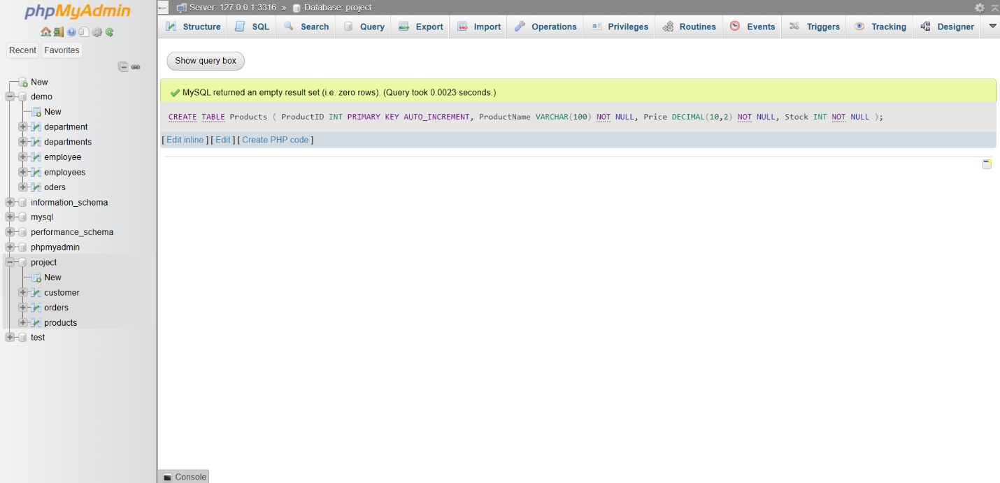 phpMyAdmin
Recent Favorites
New
demo
New
department
departments
employee
employees
oders
information_schema
mysql
performance_schema
phpmyadmin
project
New
customer
orders
products
test
Server: 127.0.0.1:3316 » Database: project
Structure SQL Search Query Export Import Operations Privileges Routines Events Triggers Tracking Designer
Show query box
MySQL returned an empty result set (i.e. zero rows). (Query took 0.0023 seconds.)
CREATE TABLE Products ( ProductID INT PRIMARY KEY AUTO_INCREMENT, ProductName VARCHAR(100) NOT NULL, Price DECIMAL(10,2) NOT NULL, Stock INT NOT NULL );
[ Edit inline ] [ Edit ] [ Create PHP code ]
Console